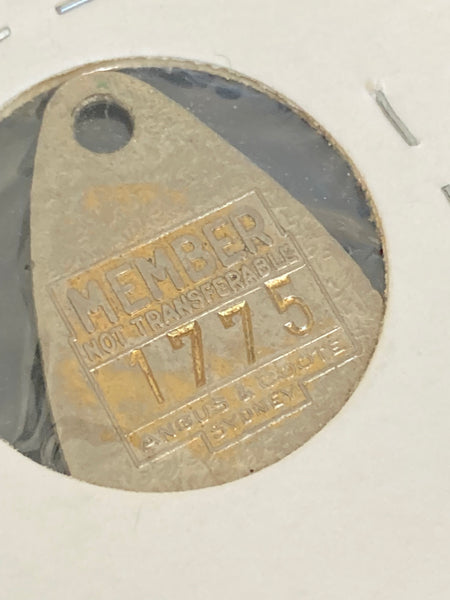 MEMBER
NOT TRANSFERABLE
1775
ANGUS & COOTE
SYDNEY